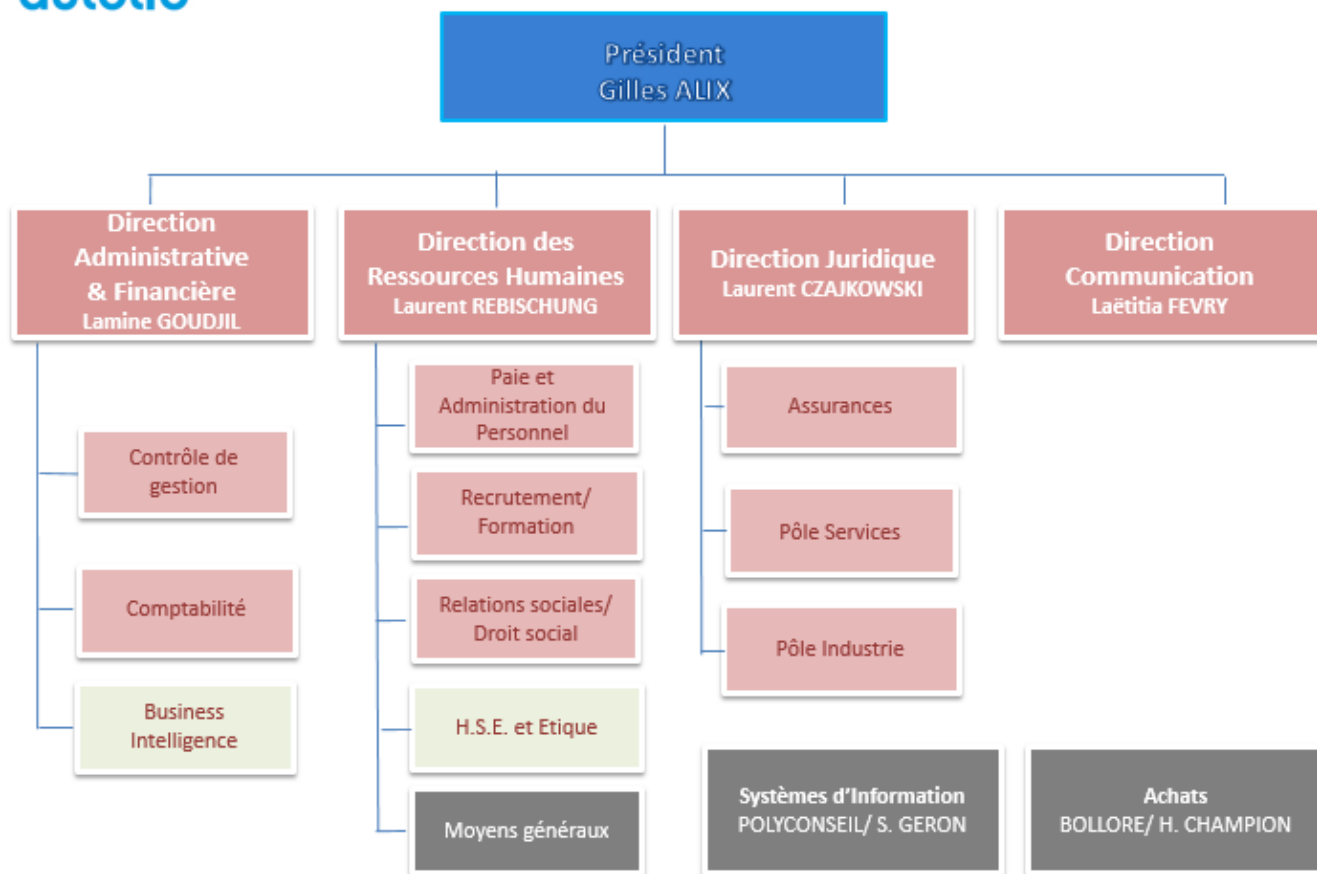 Président
Gilles ALIX
Direction
Administrative
& Financière
Lamine GOUDJIL
Direction des
Ressources Humaines
Laurent REBISCHUNG
Direction Juridique
Laurent CZAJKOWSKI
Direction
Communication
Laëtitia FEVRY
Contrôle de
gestion
Comptabilité
Business
Intelligence
Paie et
Administration du
Personnel
Recrutement/
Formation
Relations sociales/
Droit social
H.S.E. et Etique
Moyens généraux
Assurances
Pôle Services
Pôle Industrie
Systèmes d'Information
POLYCONSEIL/ S. GERON
Achats
BOLLORE/ H. CHAMPION